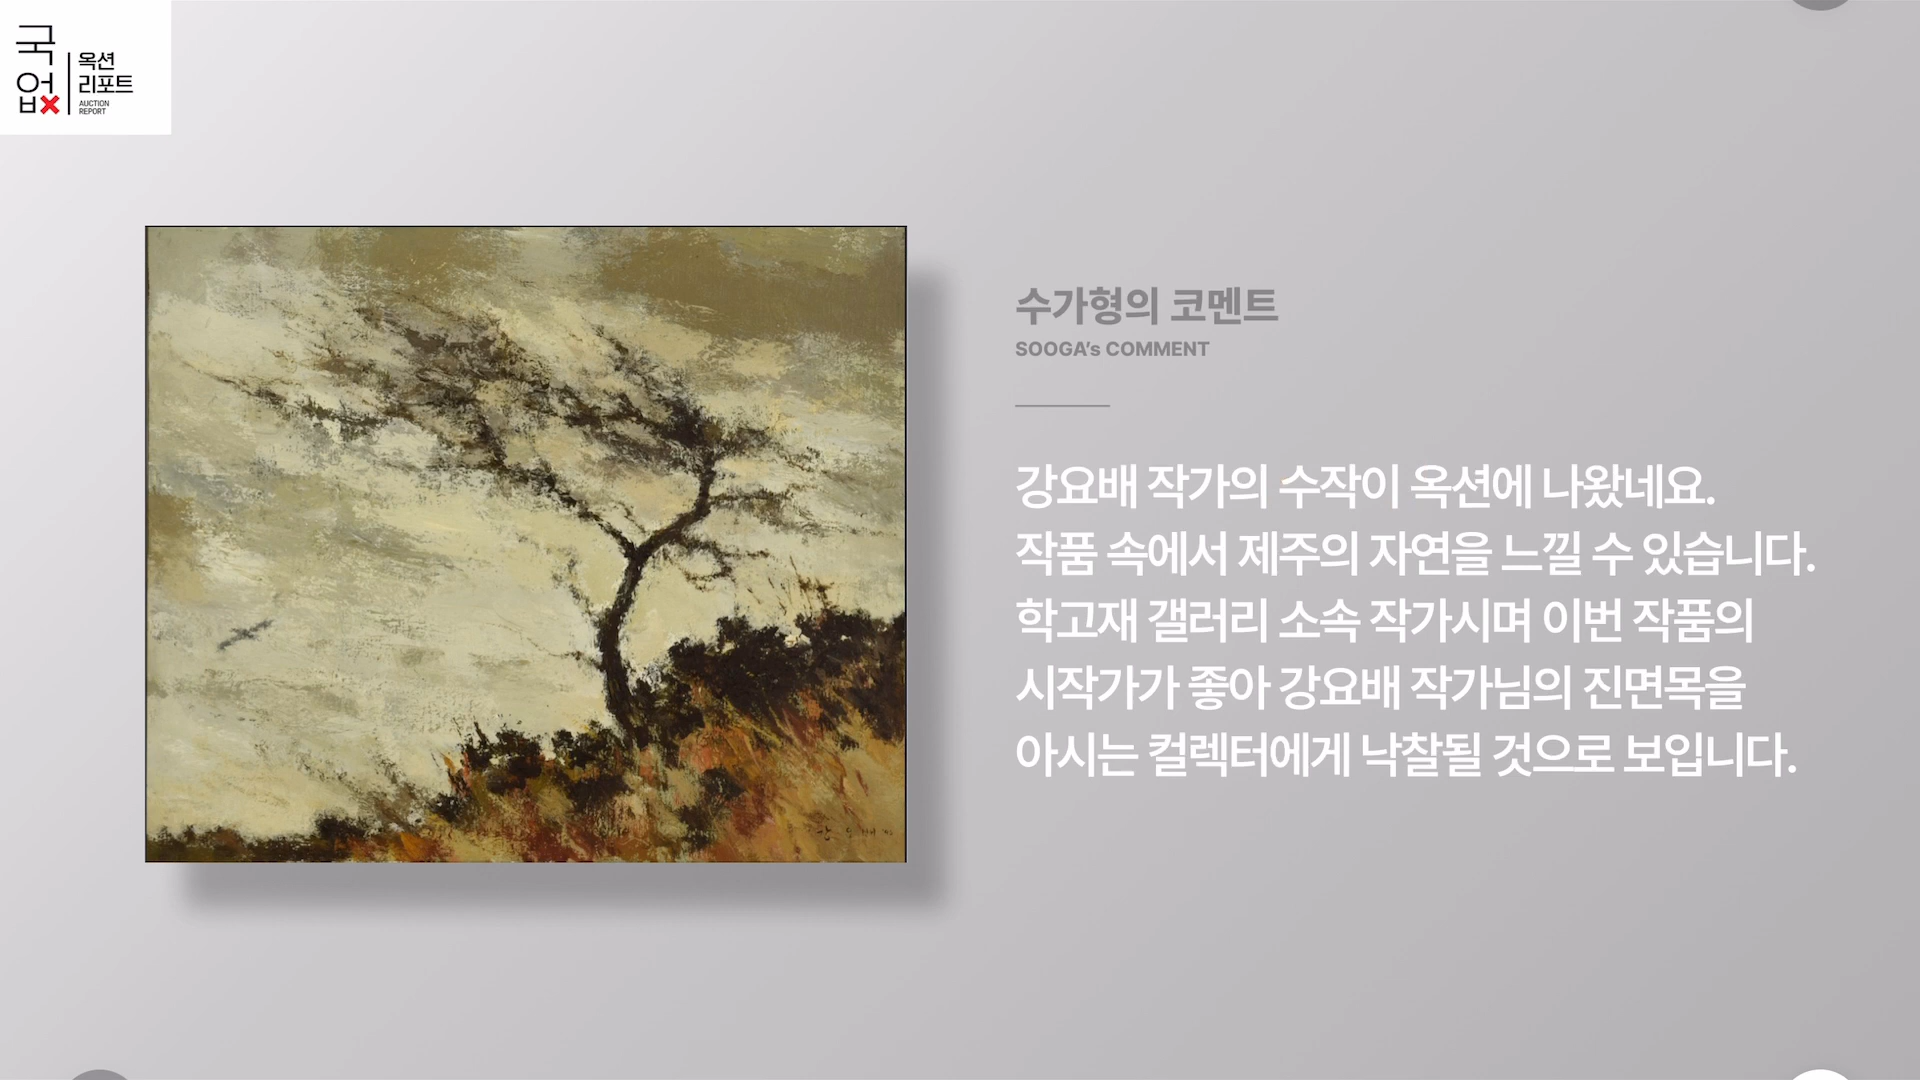 국
없
옥션
리포트
AUCTION
REPORT
수가형의 코멘트
SOOGA's COMMENT
강요배 작가의 수작이 옥션에 나왔네요.
작품 속에서 제주의 자연을 느낄 수 있습니다.
학고재 갤러리 소속 작가시며 이번 작품의
시작가가 좋아 강요배 작가님의 진면목을
아시는 컬렉터에게 낙찰될 것으로 보입니다.